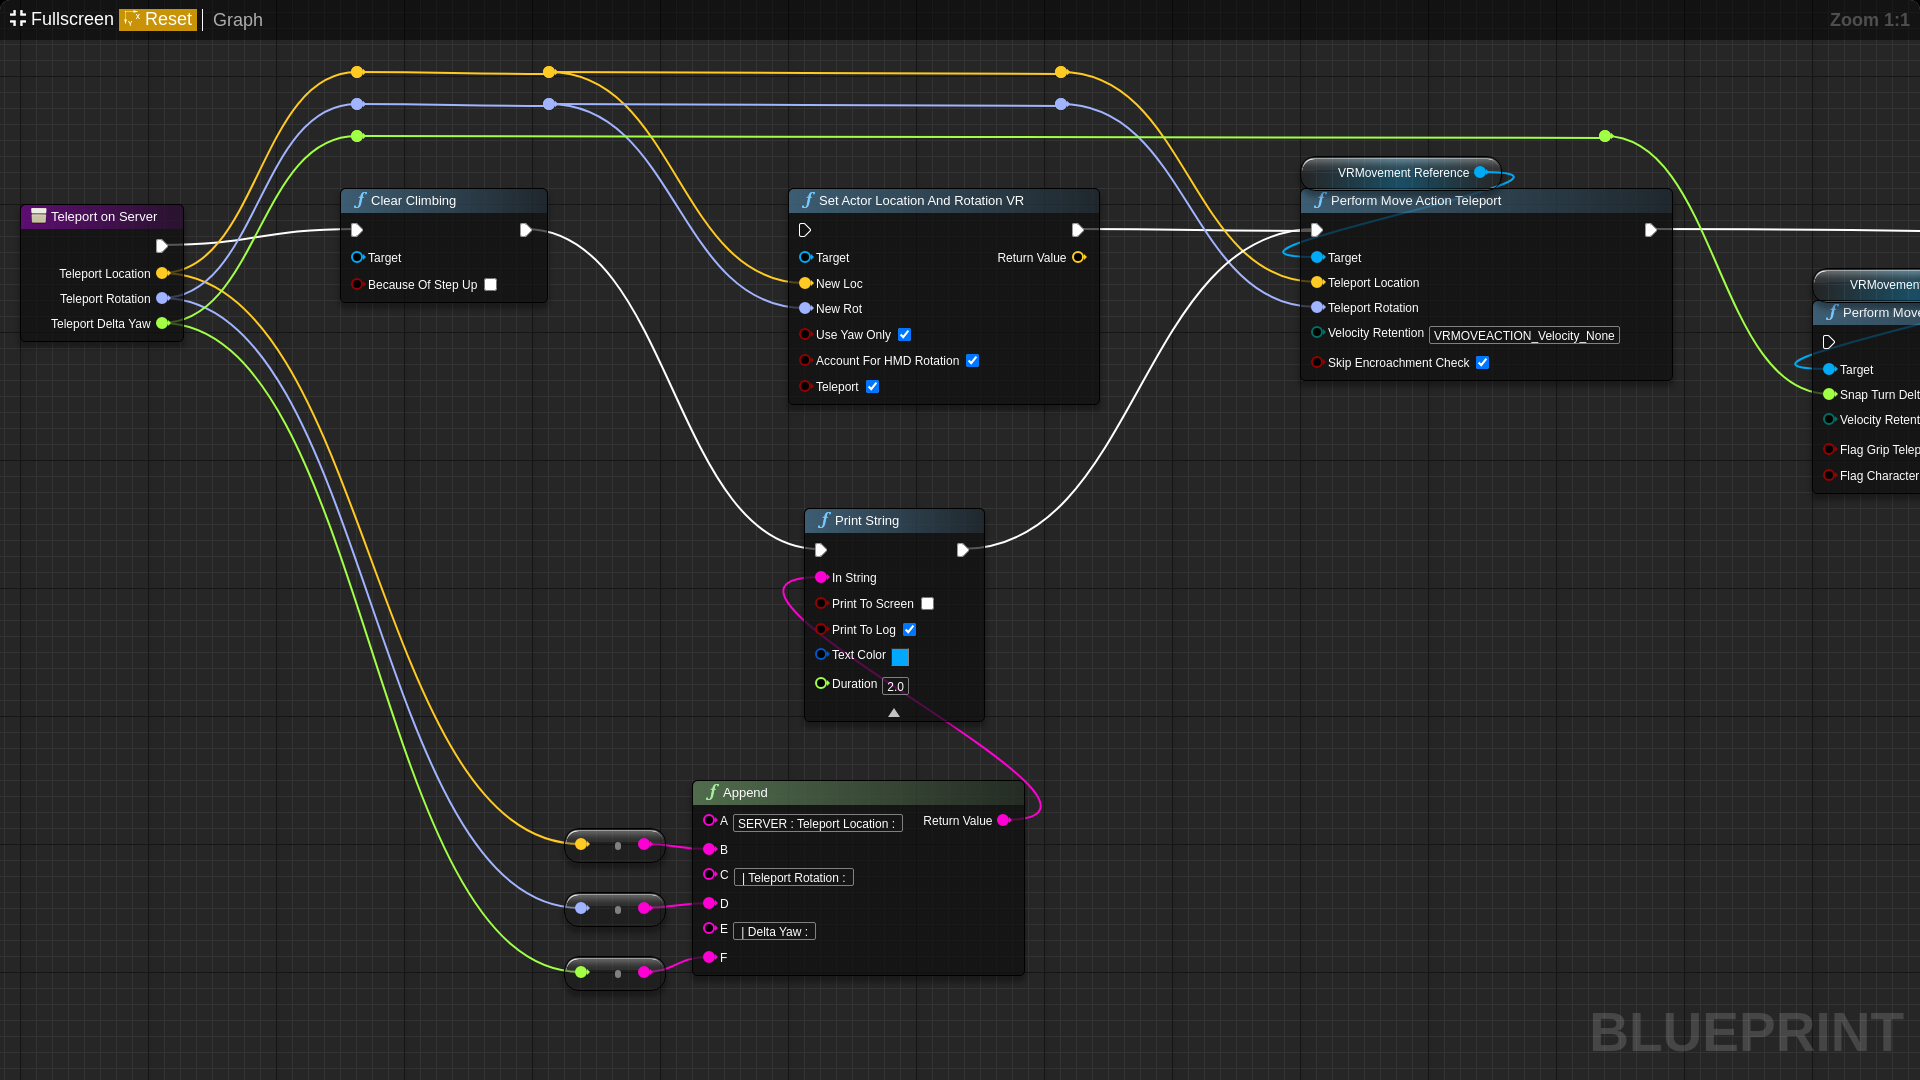 Fullscreen Reset Graph
Zoom 1:1
Teleport on Server
Teleport Location
Teleport Rotation
Teleport Delta Yaw
Clear Climbing
Target
Because Of Step Up
Set Actor Location And Rotation VR
Target
Return Value
New Loc
New Rot
Use Yaw Only
Account For HMD Rotation
Teleport
VRMovement Reference
Perform Move Action Teleport
Target
Teleport Location
Teleport Rotation
Velocity Retention VRMOVEACTION_Velocity_None
Skip Encroachment Check
VRMovement
Perform Move
Target
Snap Turn Delt
Velocity Retent
Flag Grip Telep
Flag Character
Print String
In String
Print To Screen
Print To Log
Text Color
Duration 2.0
Append
A SERVER : Teleport Location :
Return Value
B
C | Teleport Rotation :
D
E | Delta Yaw :
F
BLUEPRINT